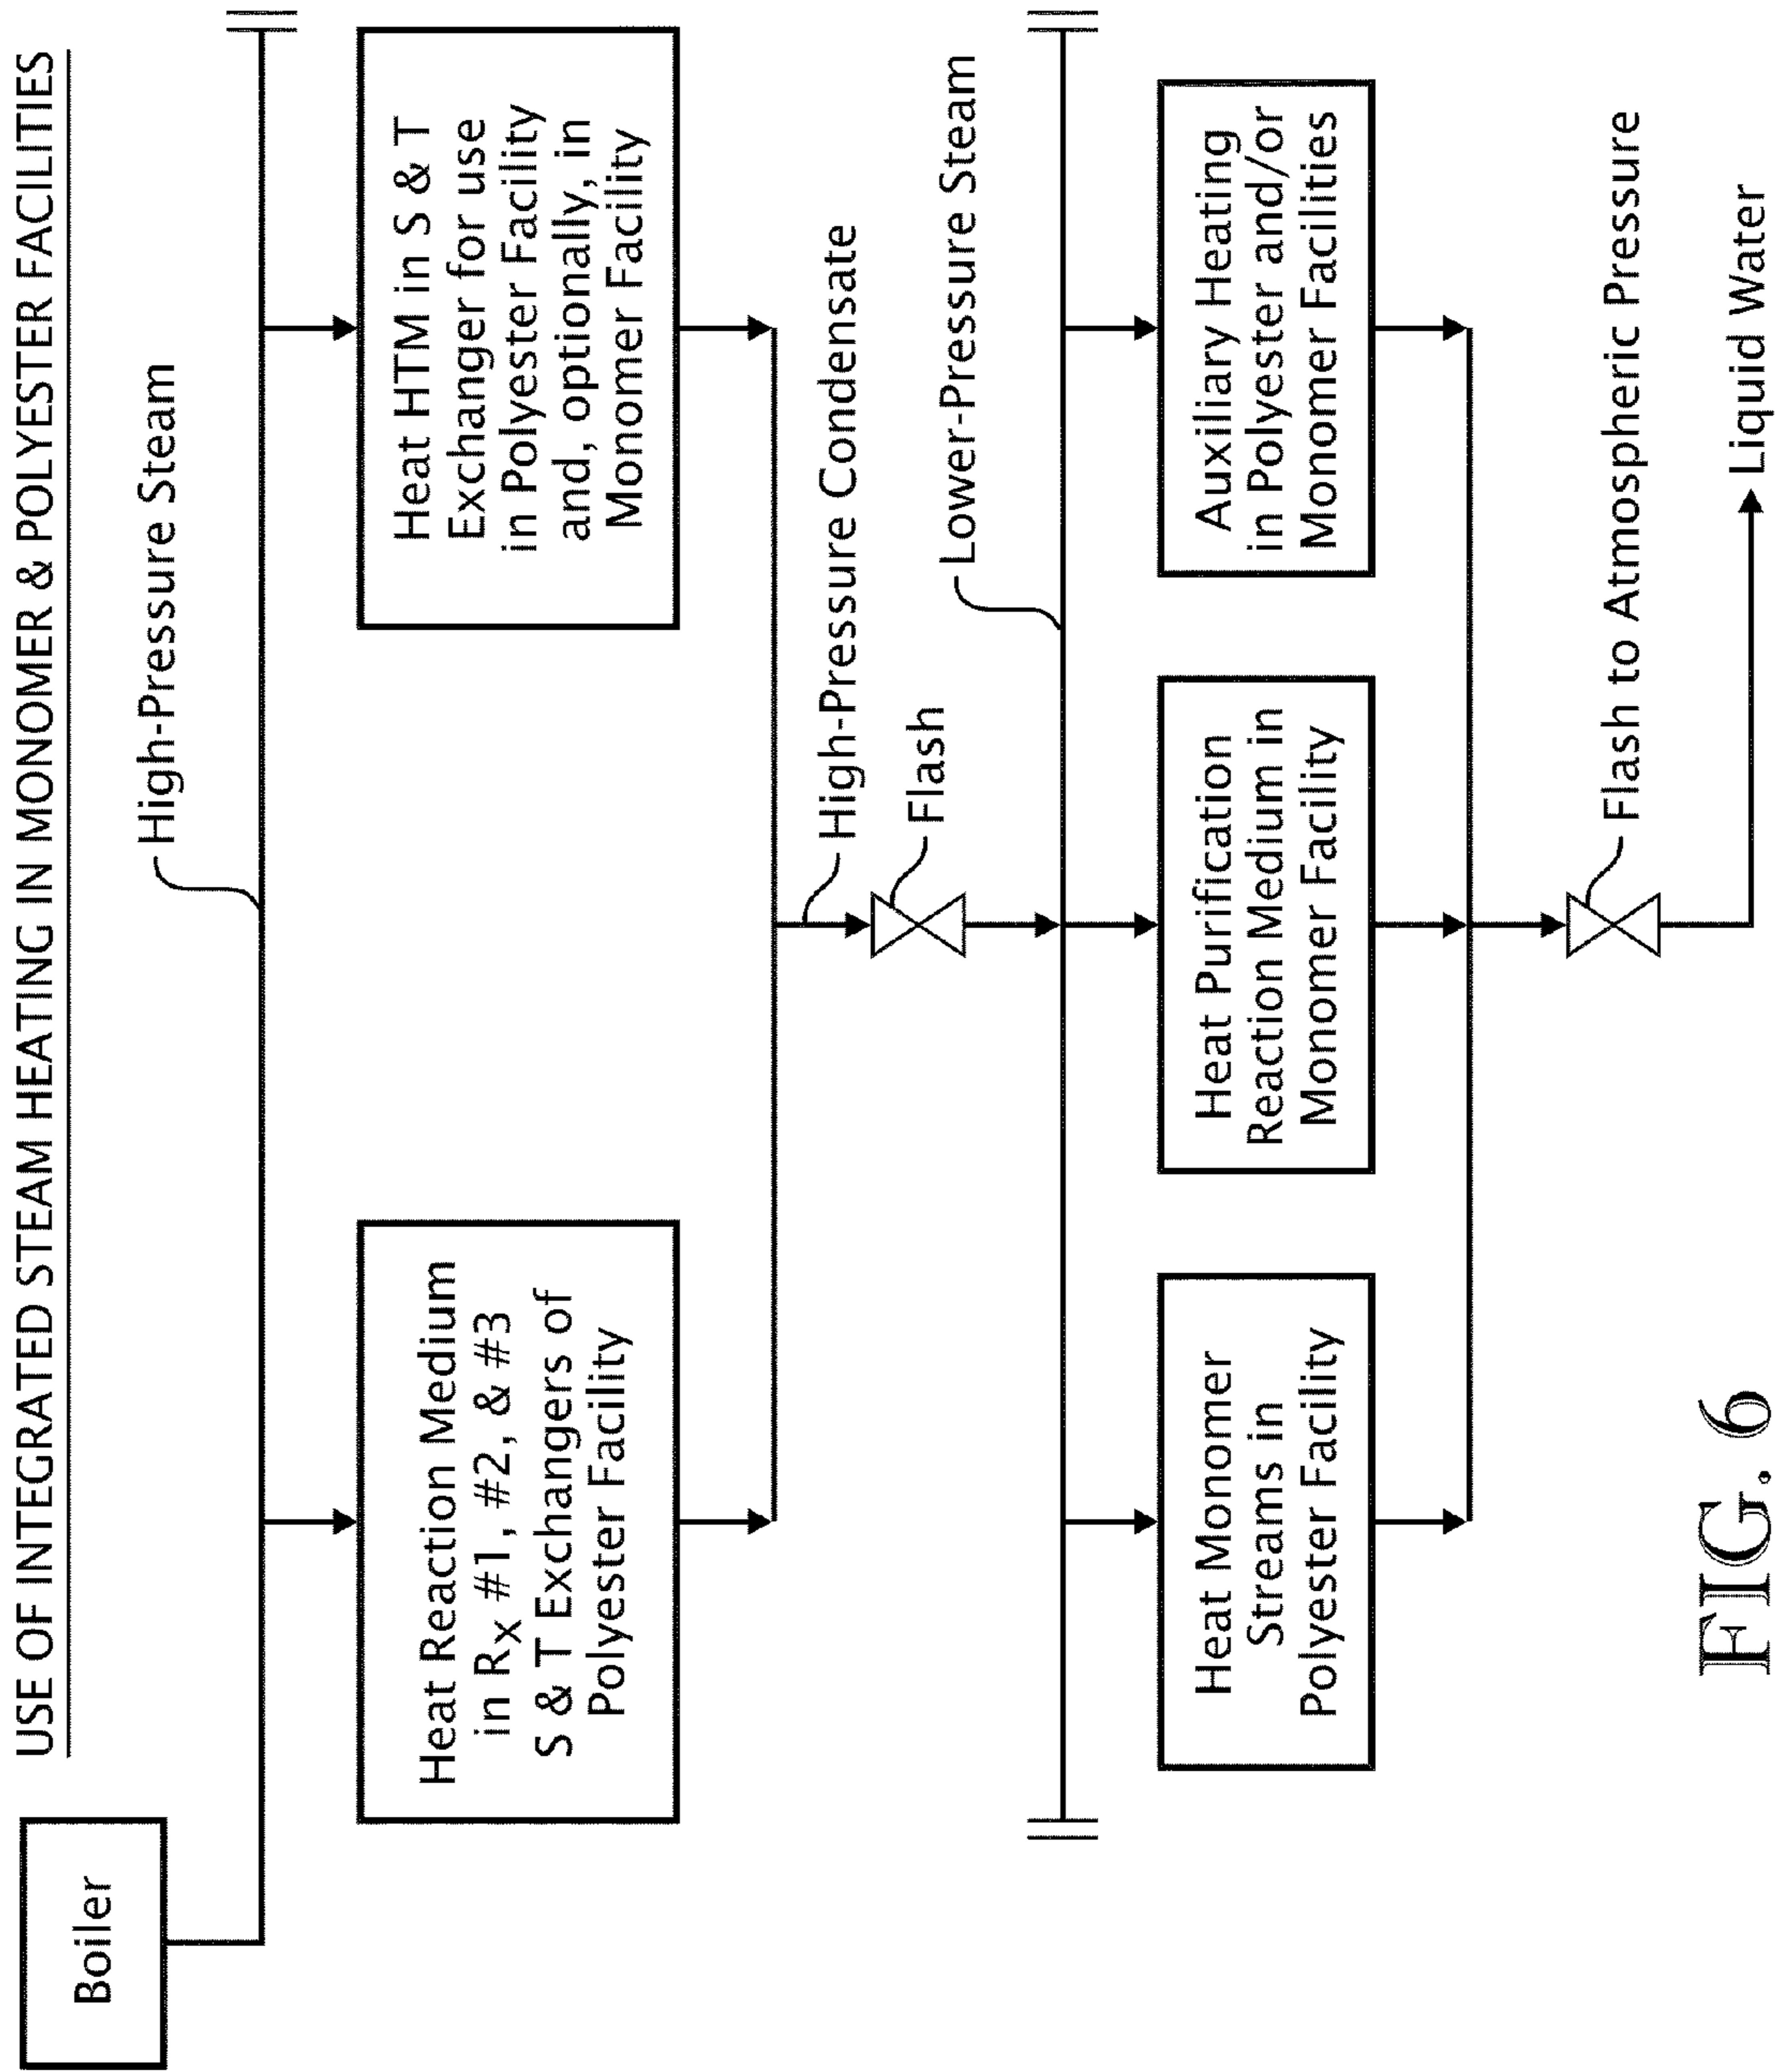 USE OF INTEGRATED STEAM HEATING IN MONOMER & POLYESTER FACILITIES
Boiler
High-Pressure Steam
Heat Reaction Medium
in Rx #1, #2, & #3
S & T Exchangers of
Polyester Facility
Heat HTM in S & T
Exchanger for use
in Polyester Facility
and, optionally, in
Monomer Facility
High-Pressure Condensate
Flash
Lower-Pressure Steam
Heat Monomer
Streams in
Polyester Facility
Heat Purification
Reaction Medium in
Monomer Facility
Auxiliary Heating
in Polyester and/or
Monomer Facilities
Flash to Atmospheric Pressure
Liquid Water
FIG. 6